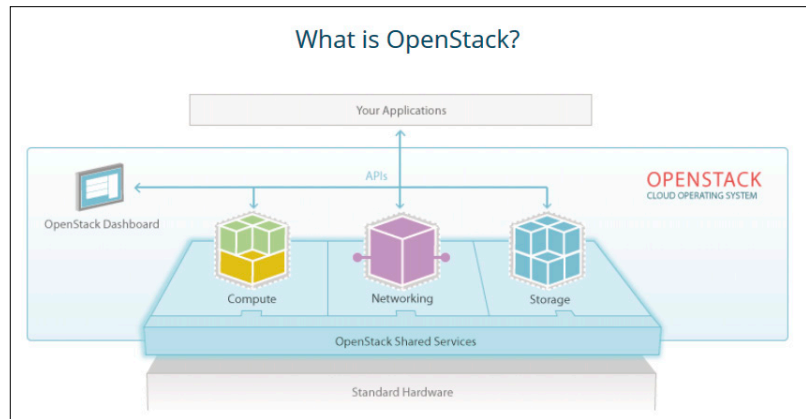 What is OpenStack?
Your Applications
APIs
OPENSTACK
CLOUD OPERATING SYSTEM
OpenStack Dashboard
Compute
Networking
Storage
OpenStack Shared Services
Standard Hardware